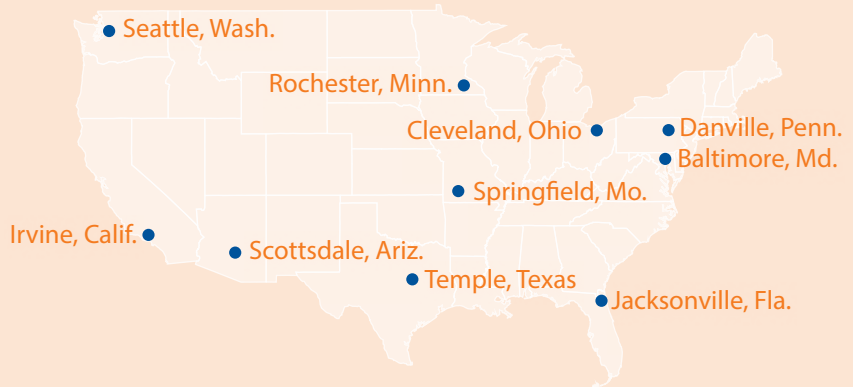 Seattle, Wash.
Rochester, Minn.
Cleveland, Ohio
Danville, Penn.
Baltimore, Md.
Springfield, Mo.
Irvine, Calif.
Scottsdale, Ariz.
Temple, Texas
Jacksonville, Fla.